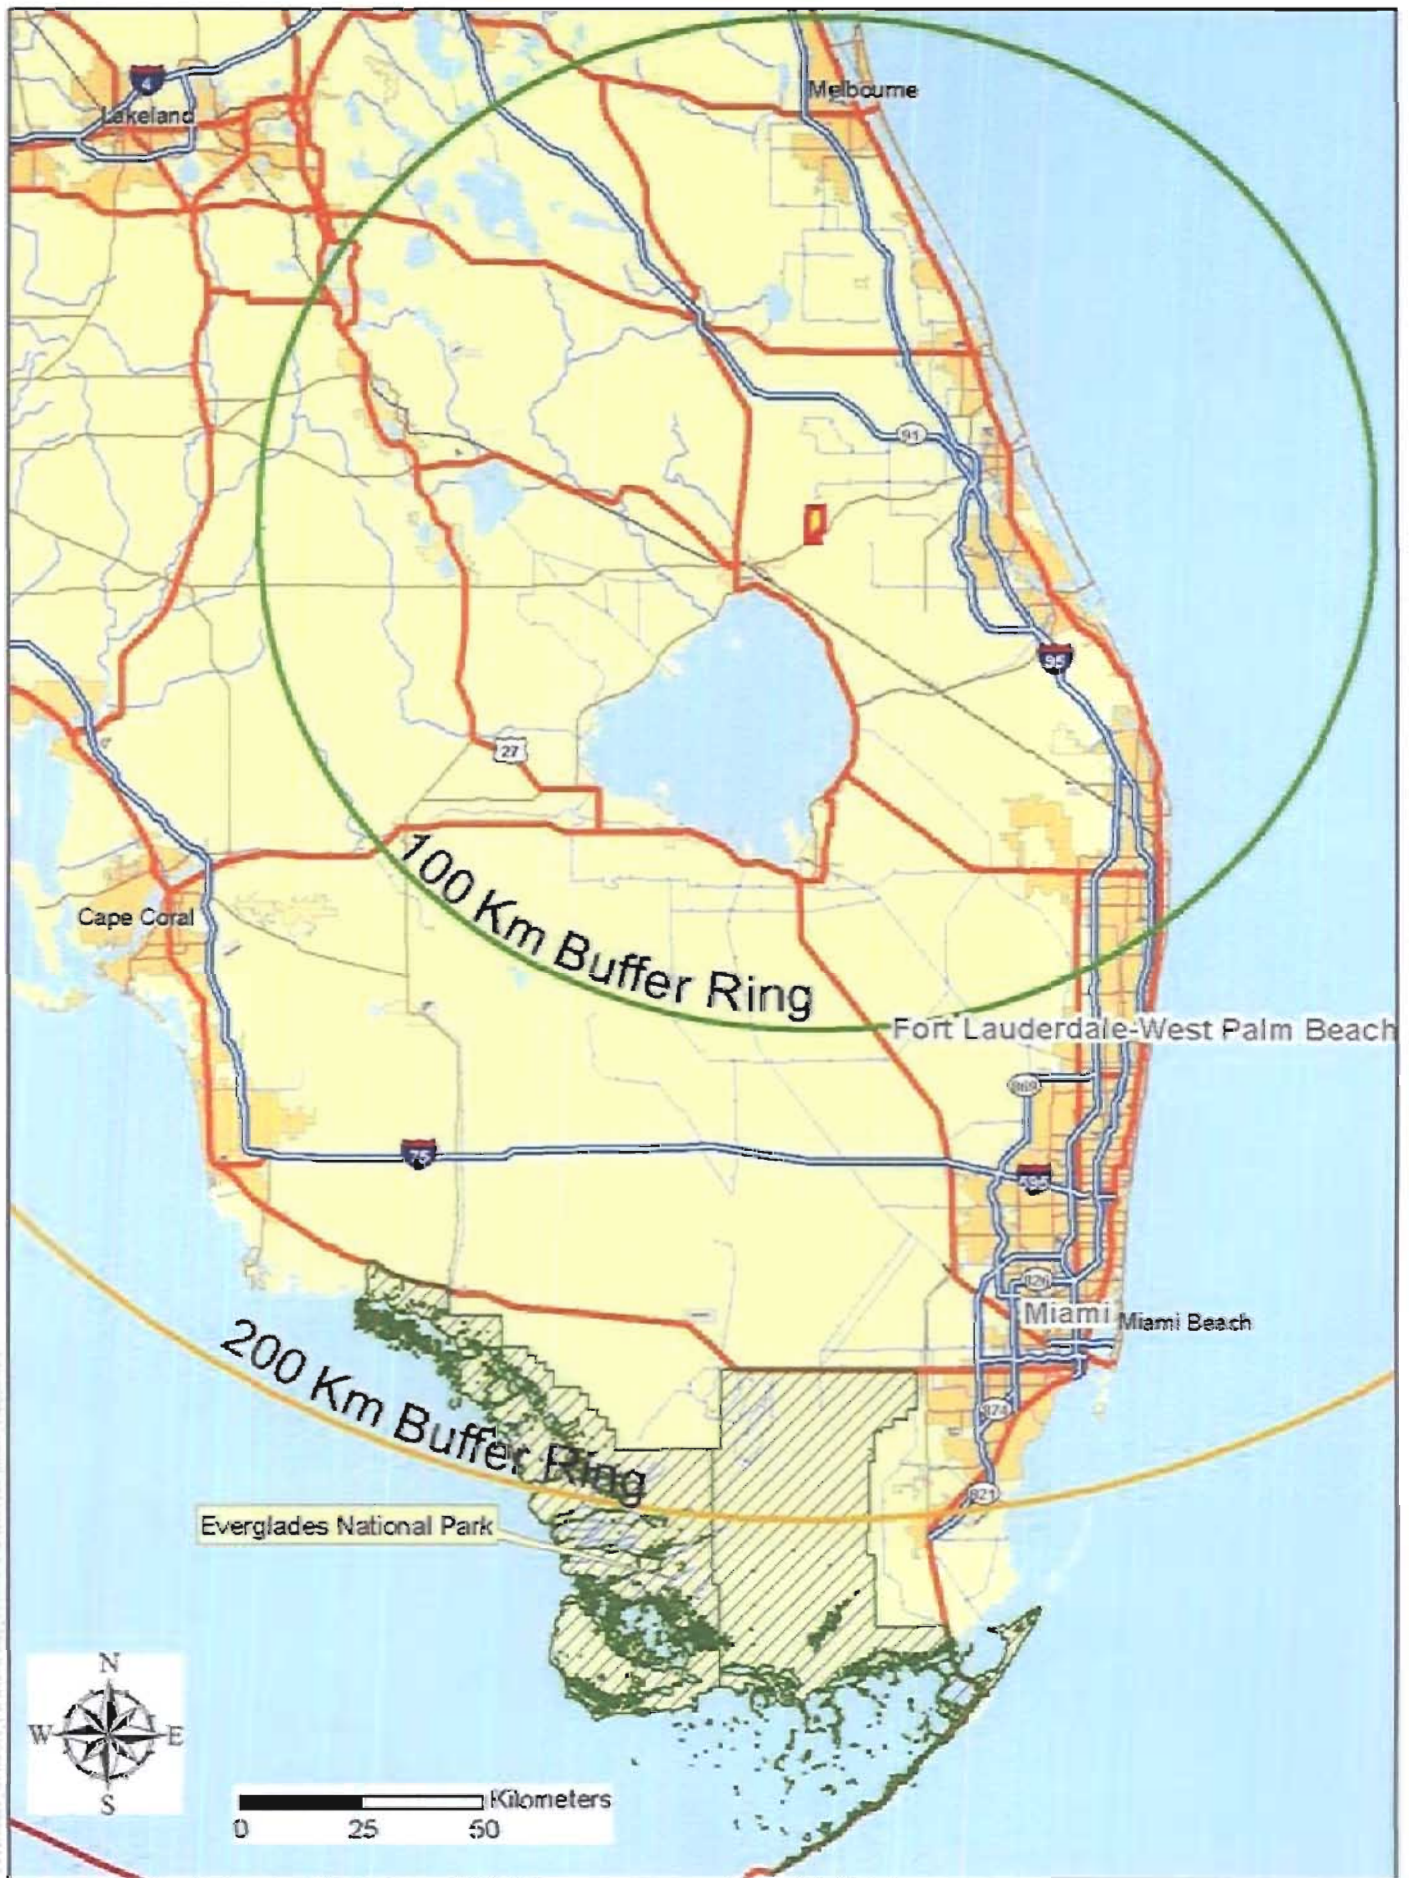 4
Lakeland
Melbourne
91
95
27
100 Km Buffer Ring
Cape Coral
Fort Lauderdale-West Palm Beach
869
75
595
826
Miami
Miami Beach
200 Km Buffer Ring
874
821
Everglades National Park
N
W
E
S
Kilometers
0
25
50